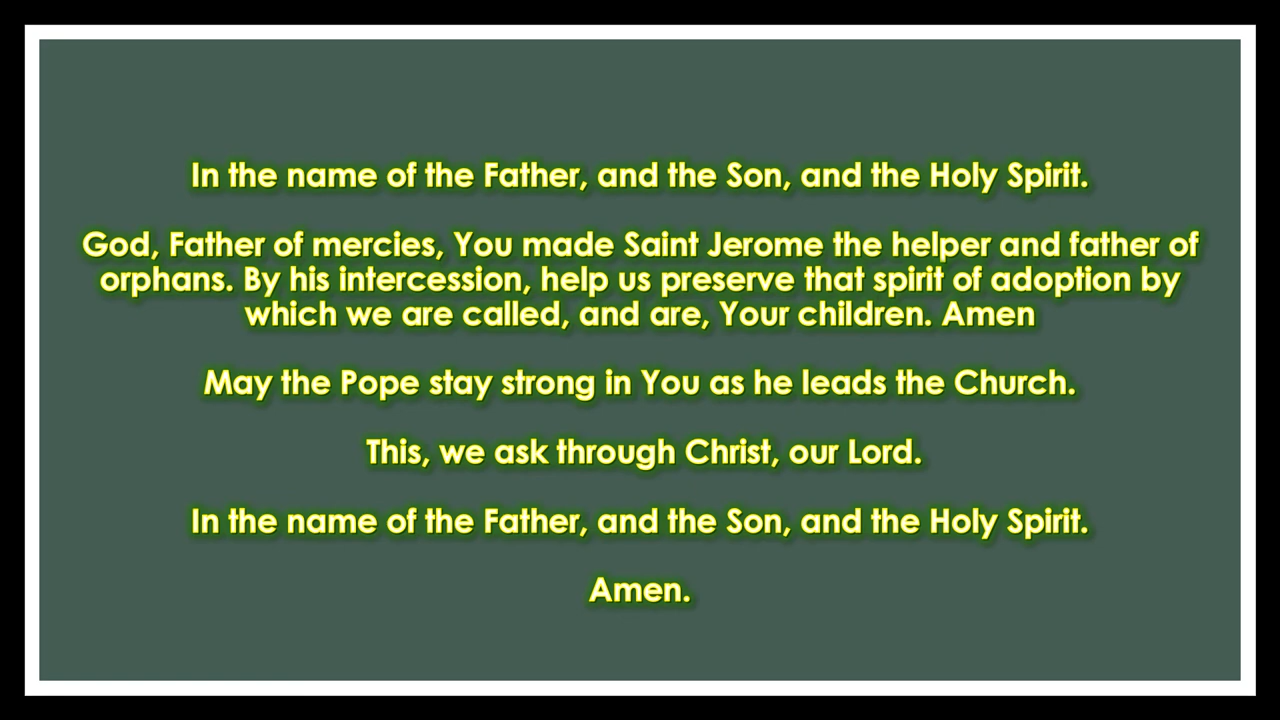 In the name of the Father, and the Son, and the Holy Spirit.
God, Father of mercies, You made Saint Jerome the helper and father of
orphans. By his intercession, help us preserve that spirit of adoption by
which we are called, and are, Your children. Amen
May the Pope stay strong in You as he leads the Church.
This, we ask through Christ, our Lord.
In the name of the Father, and the Son, and the Holy Spirit.
Amen.